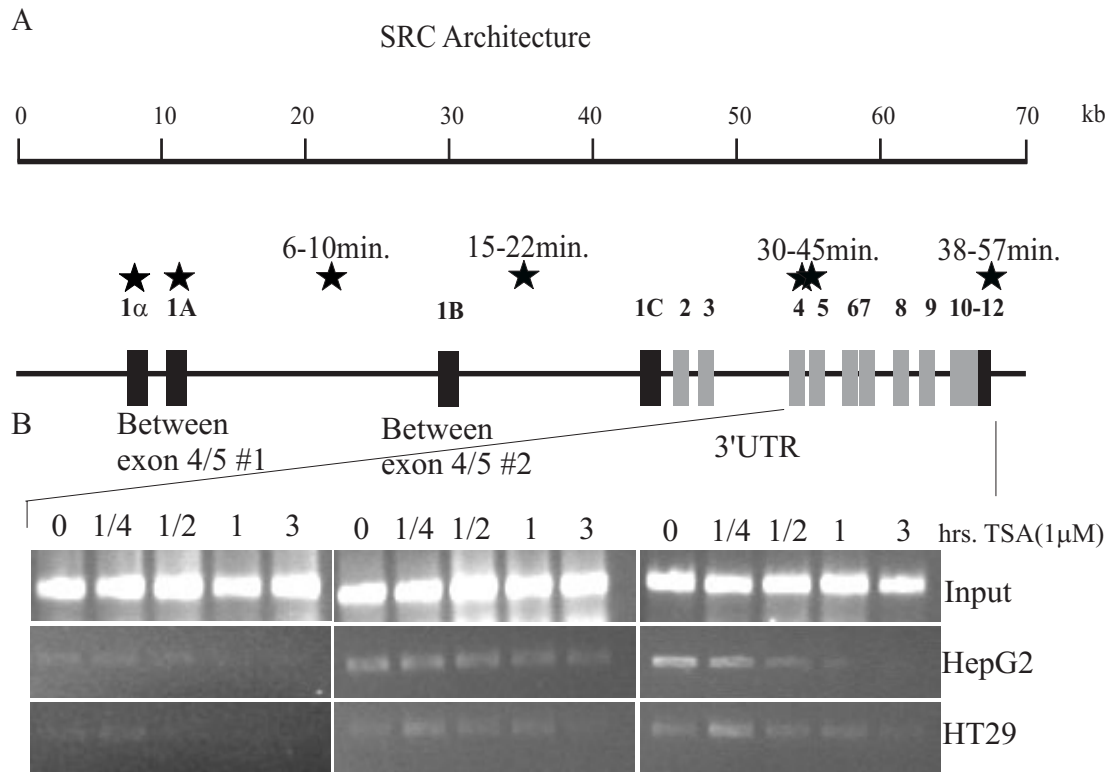 A
SRC Architecture
0 10 20 30 40 50 60 70 kb
6-10min. 15-22min. 30-45min. 38-57min.
1α 1A 1B 1C 2 3 4 5 67 8 9 10-12
B
Between
exon 4/5 #1
Between
exon 4/5 #2
3'UTR
0 1/4 1/2 1 3 0 1/4 1/2 1 3 0 1/4 1/2 1 3 hrs. TSA(1µM)
Input
HepG2
HT29